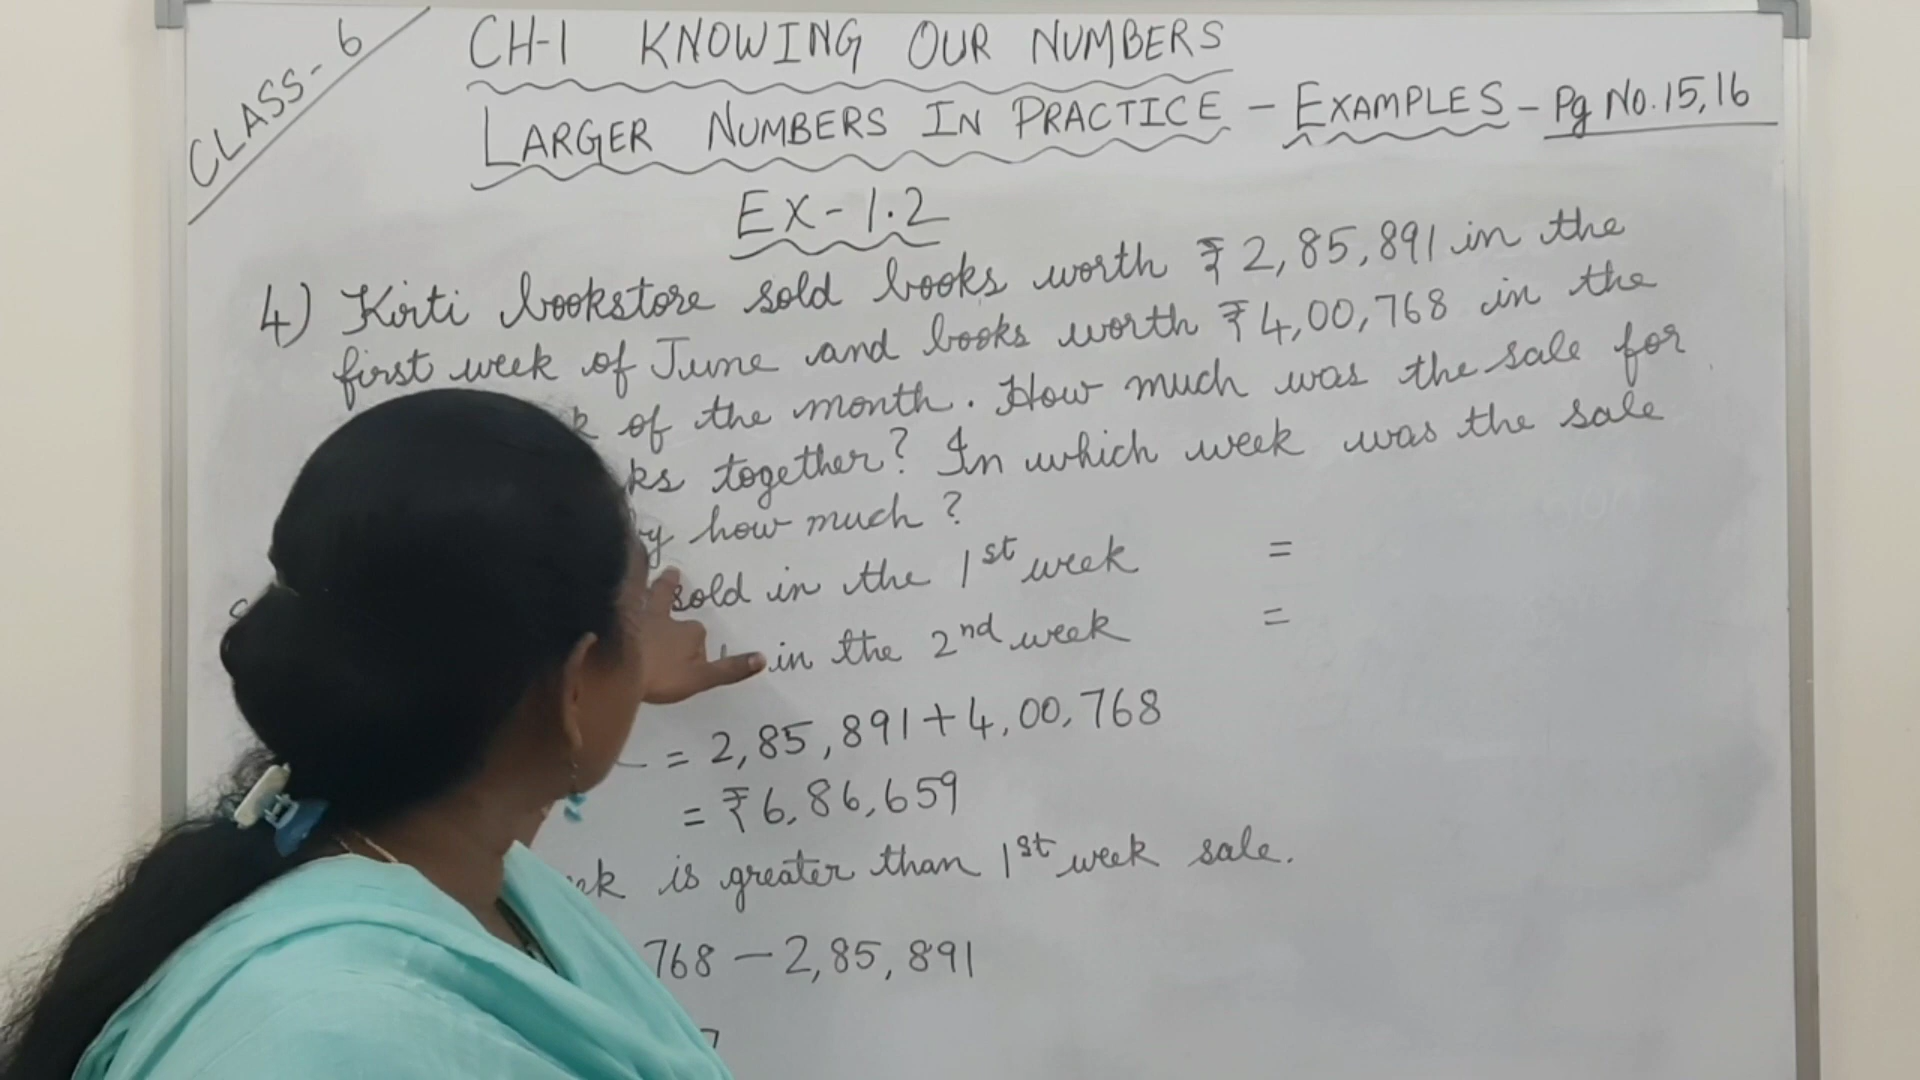 CLASS-6
CH-1 KNOWING OUR NUMBERS
LARGER NUMBERS IN PRACTICE - EXAMPLES - Pg No. 15,16
EX-1.2
4) Kirti bookstore sold books worth ₹ 2,85,891 in the
first week of June and books worth ₹ 4,00,768 in the
of the month. How much was the sale for
together? In which week was the sale
how much?
sold in the 1st week =
in the 2nd week =
= 2,85,891 + 4,00,768
= ₹ 6,86,659
is greater than 1st week sale.
768 - 2,85,891
7